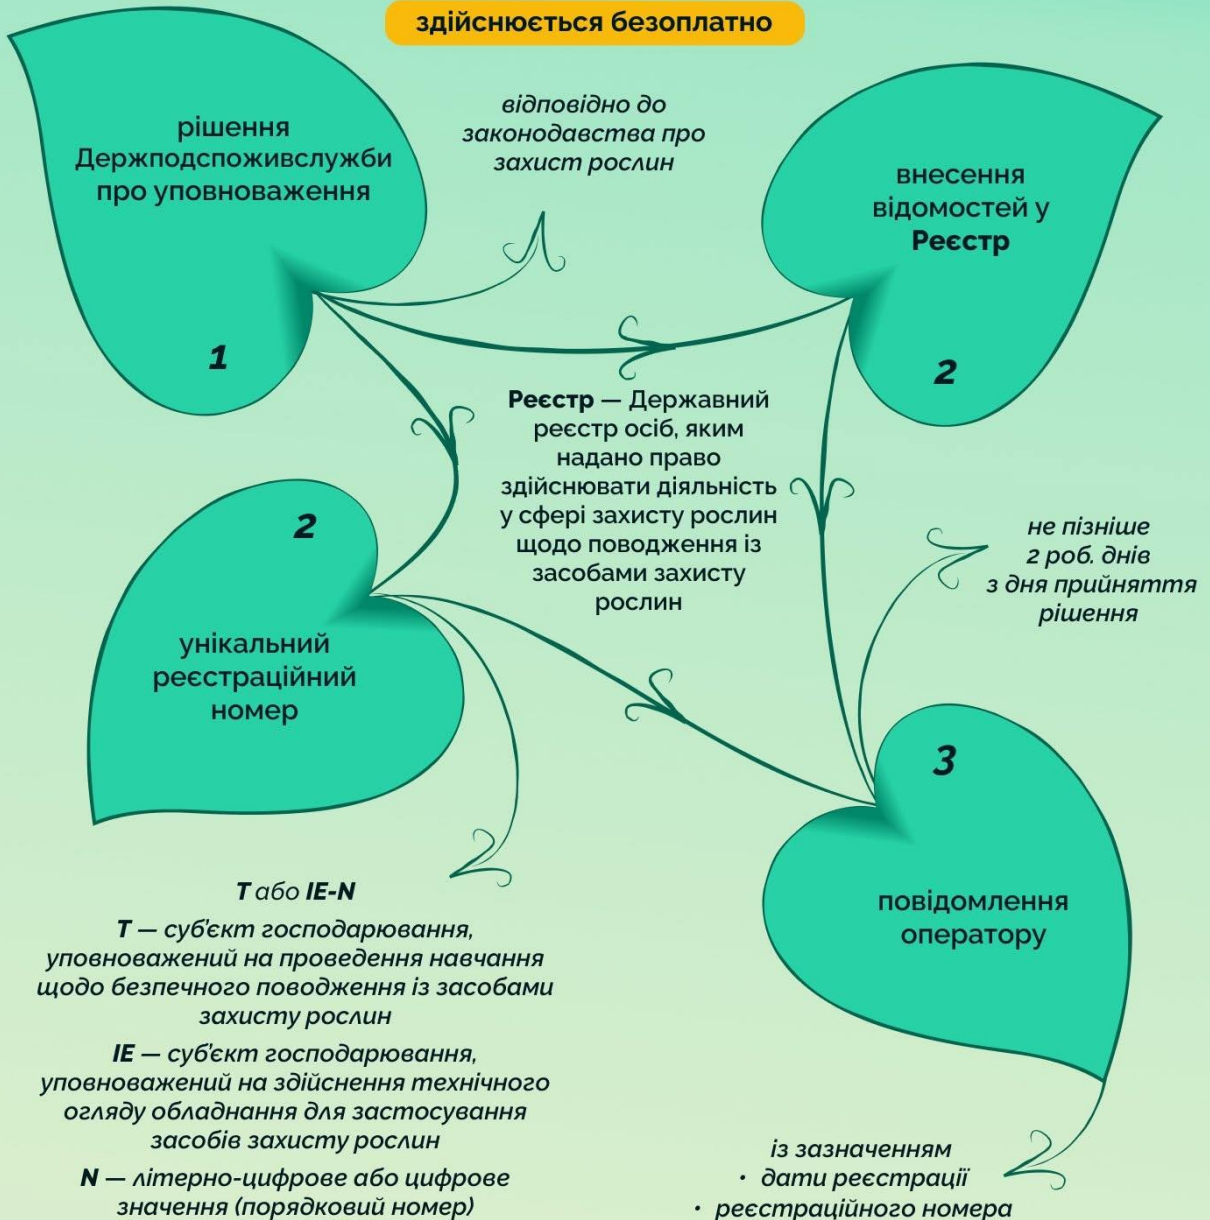 здійснюється безоплатно
рішення
Держподспоживслужби
про уповноваження
1
відповідно до
законодавства про
захист рослин
внесення
відомостей у
Реєстр
2
Реєстр — Державний
реєстр осіб, яким
надано право
здійснювати діяльність
у сфері захисту рослин
щодо поводження із
засобами захисту
рослин
2
унікальний
реєстраційний
номер
не пізніше
2 роб. днів
з дня прийняття
рішення
3
повідомлення
оператору
T або IE-N
T — суб'єкт господарювання,
уповноважений на проведення навчання
щодо безпечного поводження із засобами
захисту рослин
IE — суб'єкт господарювання,
уповноважений на здійснення технічного
огляду обладнання для застосування
засобів захисту рослин
N — літерно-цифрове або цифрове
значення (порядковий номер)
із зазначенням
• дати реєстрації
• реєстраційного номера